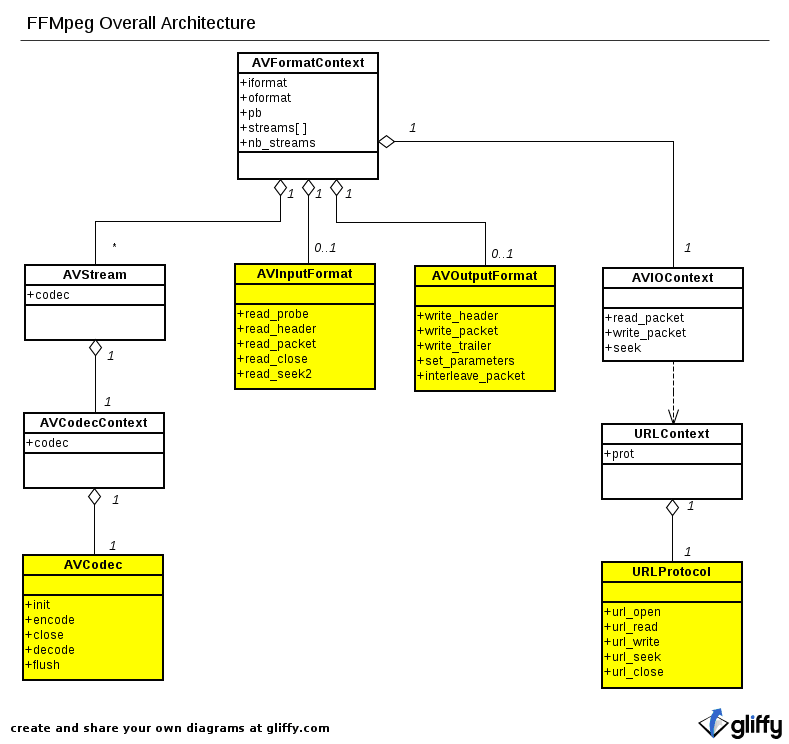 FFMpeg Overall Architecture
AVFormatContext
+iformat
+oformat
+pb
+streams[ ]
+nb_streams
1
1
1
1
*
0..1
0..1
1
AVStream
+codec
AVInputFormat
+read_probe
+read_header
+read_packet
+read_close
+read_seek2
AVOutputFormat
+write_header
+write_packet
+write_trailer
+set_parameters
+interleave_packet
AVIOContext
+read_packet
+write_packet
+seek
1
1
AVCodecContext
+codec
URLContext
+prot
1
1
1
1
AVCodec
+init
+encode
+close
+decode
+flush
URLProtocol
+url_open
+url_read
+url_write
+url_seek
+url_close
create and share your own diagrams at gliffy.com
gliffy